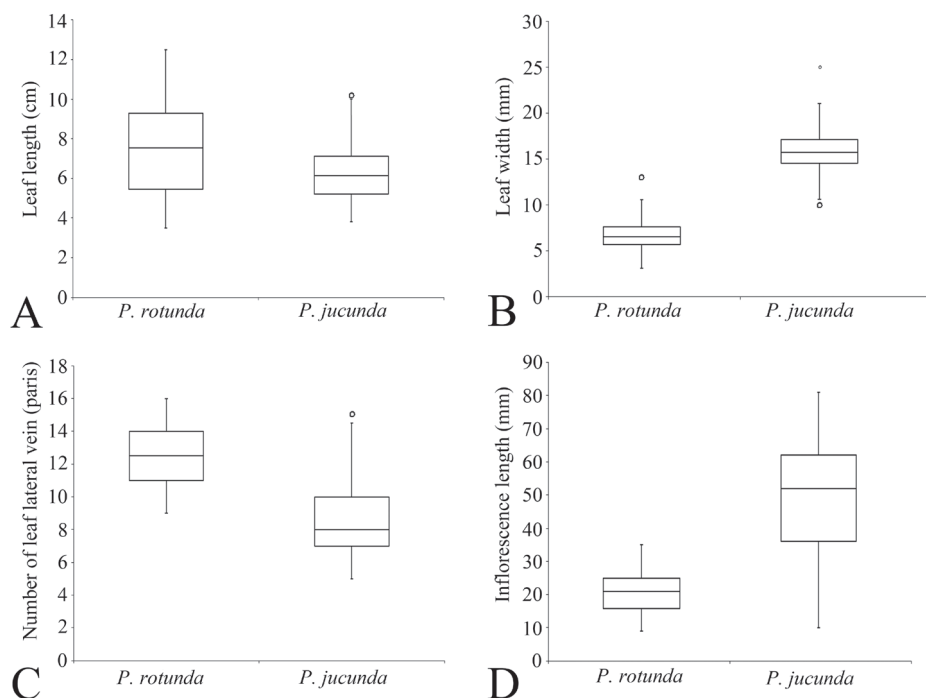 Leaf length (cm)
14
12
10
8
6
4
2
0
P. rotunda P. jucunda
A
Leaf width (mm)
30
25
20
15
10
5
0
P. rotunda P. jucunda
B
Number of leaf lateral vein (paris)
18
16
14
12
10
8
6
4
2
0
P. rotunda P. jucunda
C
Inflorescence length (mm)
90
80
70
60
50
40
30
20
10
0
P. rotunda P. jucunda
D